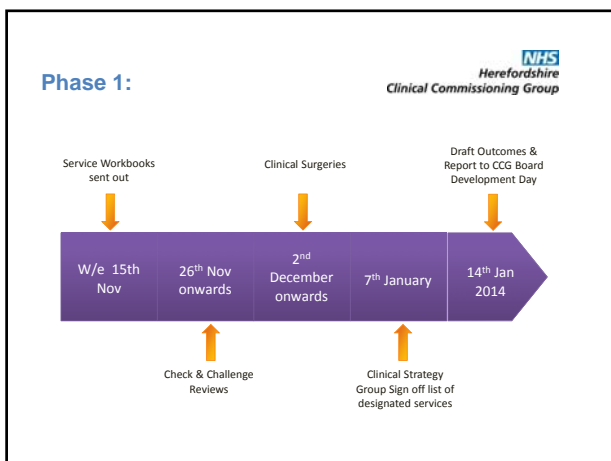 NHS
Herefordshire
Clinical Commissioning Group
Phase 1:
Service Workbooks
sent out
Clinical Surgeries
Draft Outcomes &
Report to CCG Board
Development Day
W/e 15th
Nov
26th Nov
onwards
2nd
December
onwards
7th January
14th Jan
2014
Check & Challenge
Reviews
Clinical Strategy
Group Sign off list of
designated services